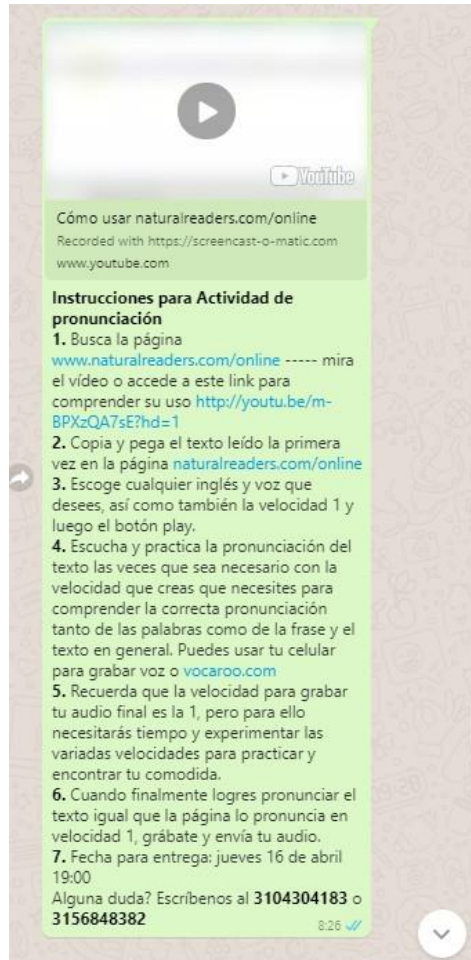 YouTube
Cómo usar naturalreaders.com/online
Recorded with https://screencast-o-matic.com
www.youtube.com
Instrucciones para Actividad de
pronunciación
1. Busca la página
www.naturalreaders.com/online ----- mira
el vídeo o accede a este link para
comprender su uso http://youtu.be/m-
BPXzQA7sE?hd=1
2. Copia y pega el texto leído la primera
vez en la página naturalreaders.com/online
3. Escoge cualquier inglés y voz que
desees, así como también la velocidad 1 y
luego el botón play.
4. Escucha y practica la pronunciación del
texto las veces que sea necesario con la
velocidad que creas que necesites para
comprender la correcta pronunciación
tanto de las palabras como de la frase y el
texto en general. Puedes usar tu celular
para grabar voz o vocaroo.com
5. Recuerda que la velocidad para grabar
tu audio final es la 1, pero para ello
necesitarás tiempo y experimentar las
variadas velocidades para practicar y
encontrar tu comodida.
6. Cuando finalmente logres pronunciar el
texto igual que la página lo pronuncia en
velocidad 1, grábate y envía tu audio.
7. Fecha para entrega: jueves 16 de abril
19:00
Alguna duda? Escríbenos al 3104304183 o
3156848382
8:26